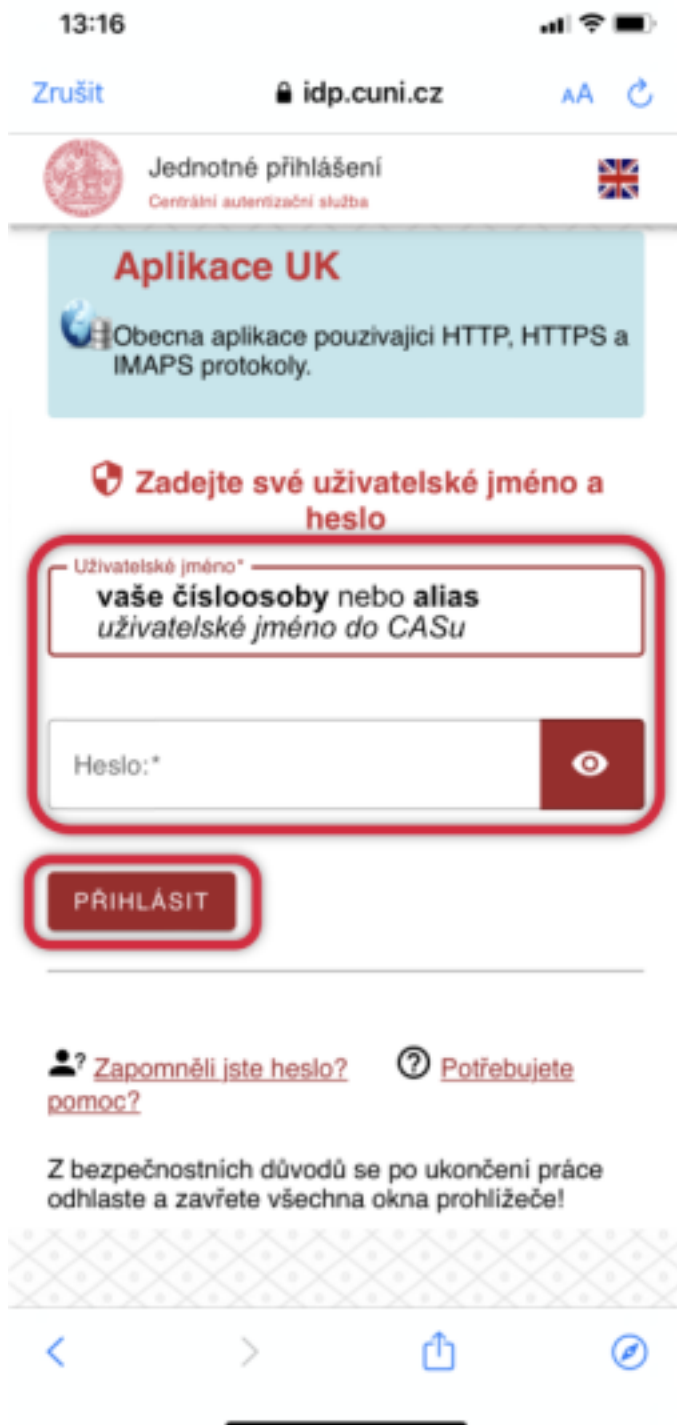 13:16
Zrušit
idp.cuni.cz
AA
Jednotné přihlášení
Centrální autentizační služba
Aplikace UK
Obecna aplikace pouzivajici HTTP, HTTPS a
IMAPS protokoly.
Zadejte své uživatelské jméno a
heslo
Uživatelské jméno*
vaše čísloosoby nebo alias
uživatelské jméno do CASu
Heslo:*
PŘIHLÁSIT
Zapomněli jste heslo? Potřebujete
pomoc?
Z bezpečnostních důvodů se po ukončení práce
odhlaste a zavřete všechna okna prohlížeče!